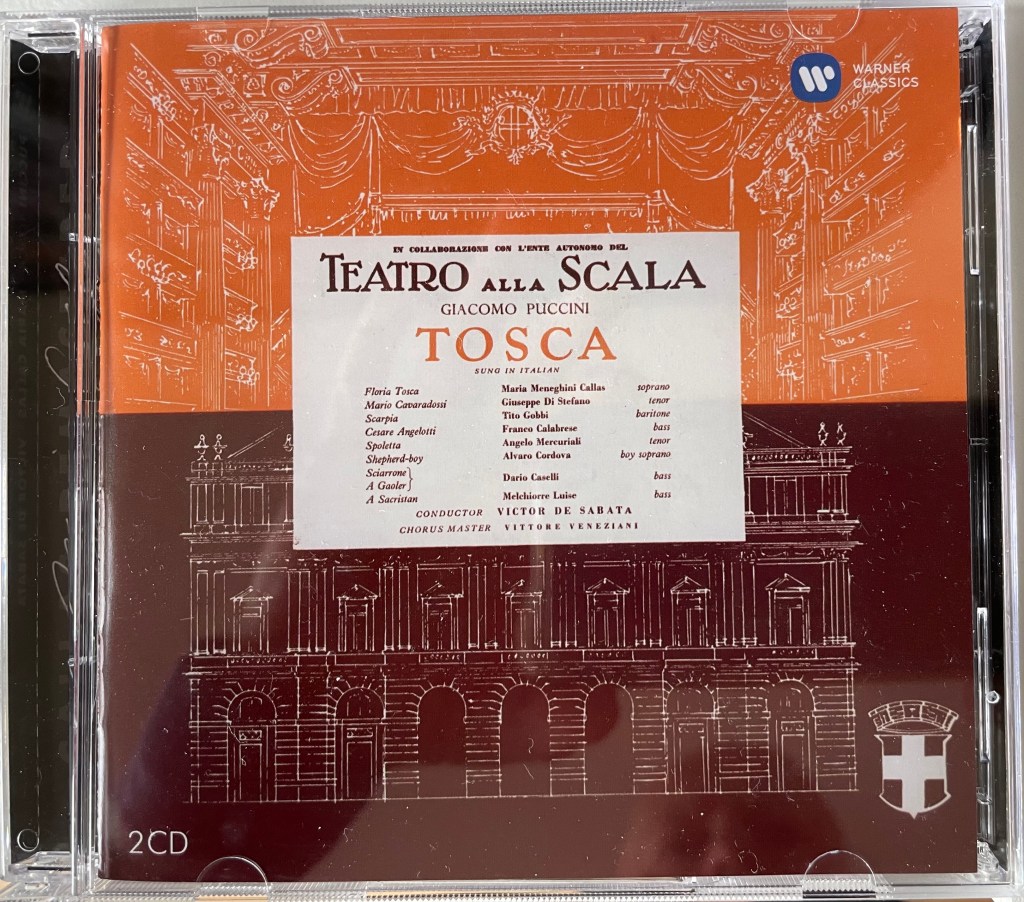 WARNER
CLASSICS
IN COLLABORAZIONE CON L'ENTE AUTONOMO DEL
TEATRO ALLA SCALA
GIACOMO PUCCINI
TOSCA
SUNG IN ITALIAN
Floria Tosca Maria Meneghini Callas soprano
Mario Cavaradossi Giuseppe Di Stefano tenor
Scarpia Tito Gobbi baritone
Cesare Angelotti Franco Calabrese bass
Spoletta Angelo Mercuriali tenor
Shepherd-boy Alvaro Cordova boy soprano
Sciarrone
A Gaoler } Dario Caselli bass
A Sacristan Melchiorre Luise bass
CONDUCTOR VICTOR DE SABATA
CHORUS MASTER VITTORE VENEZIANI
2CD